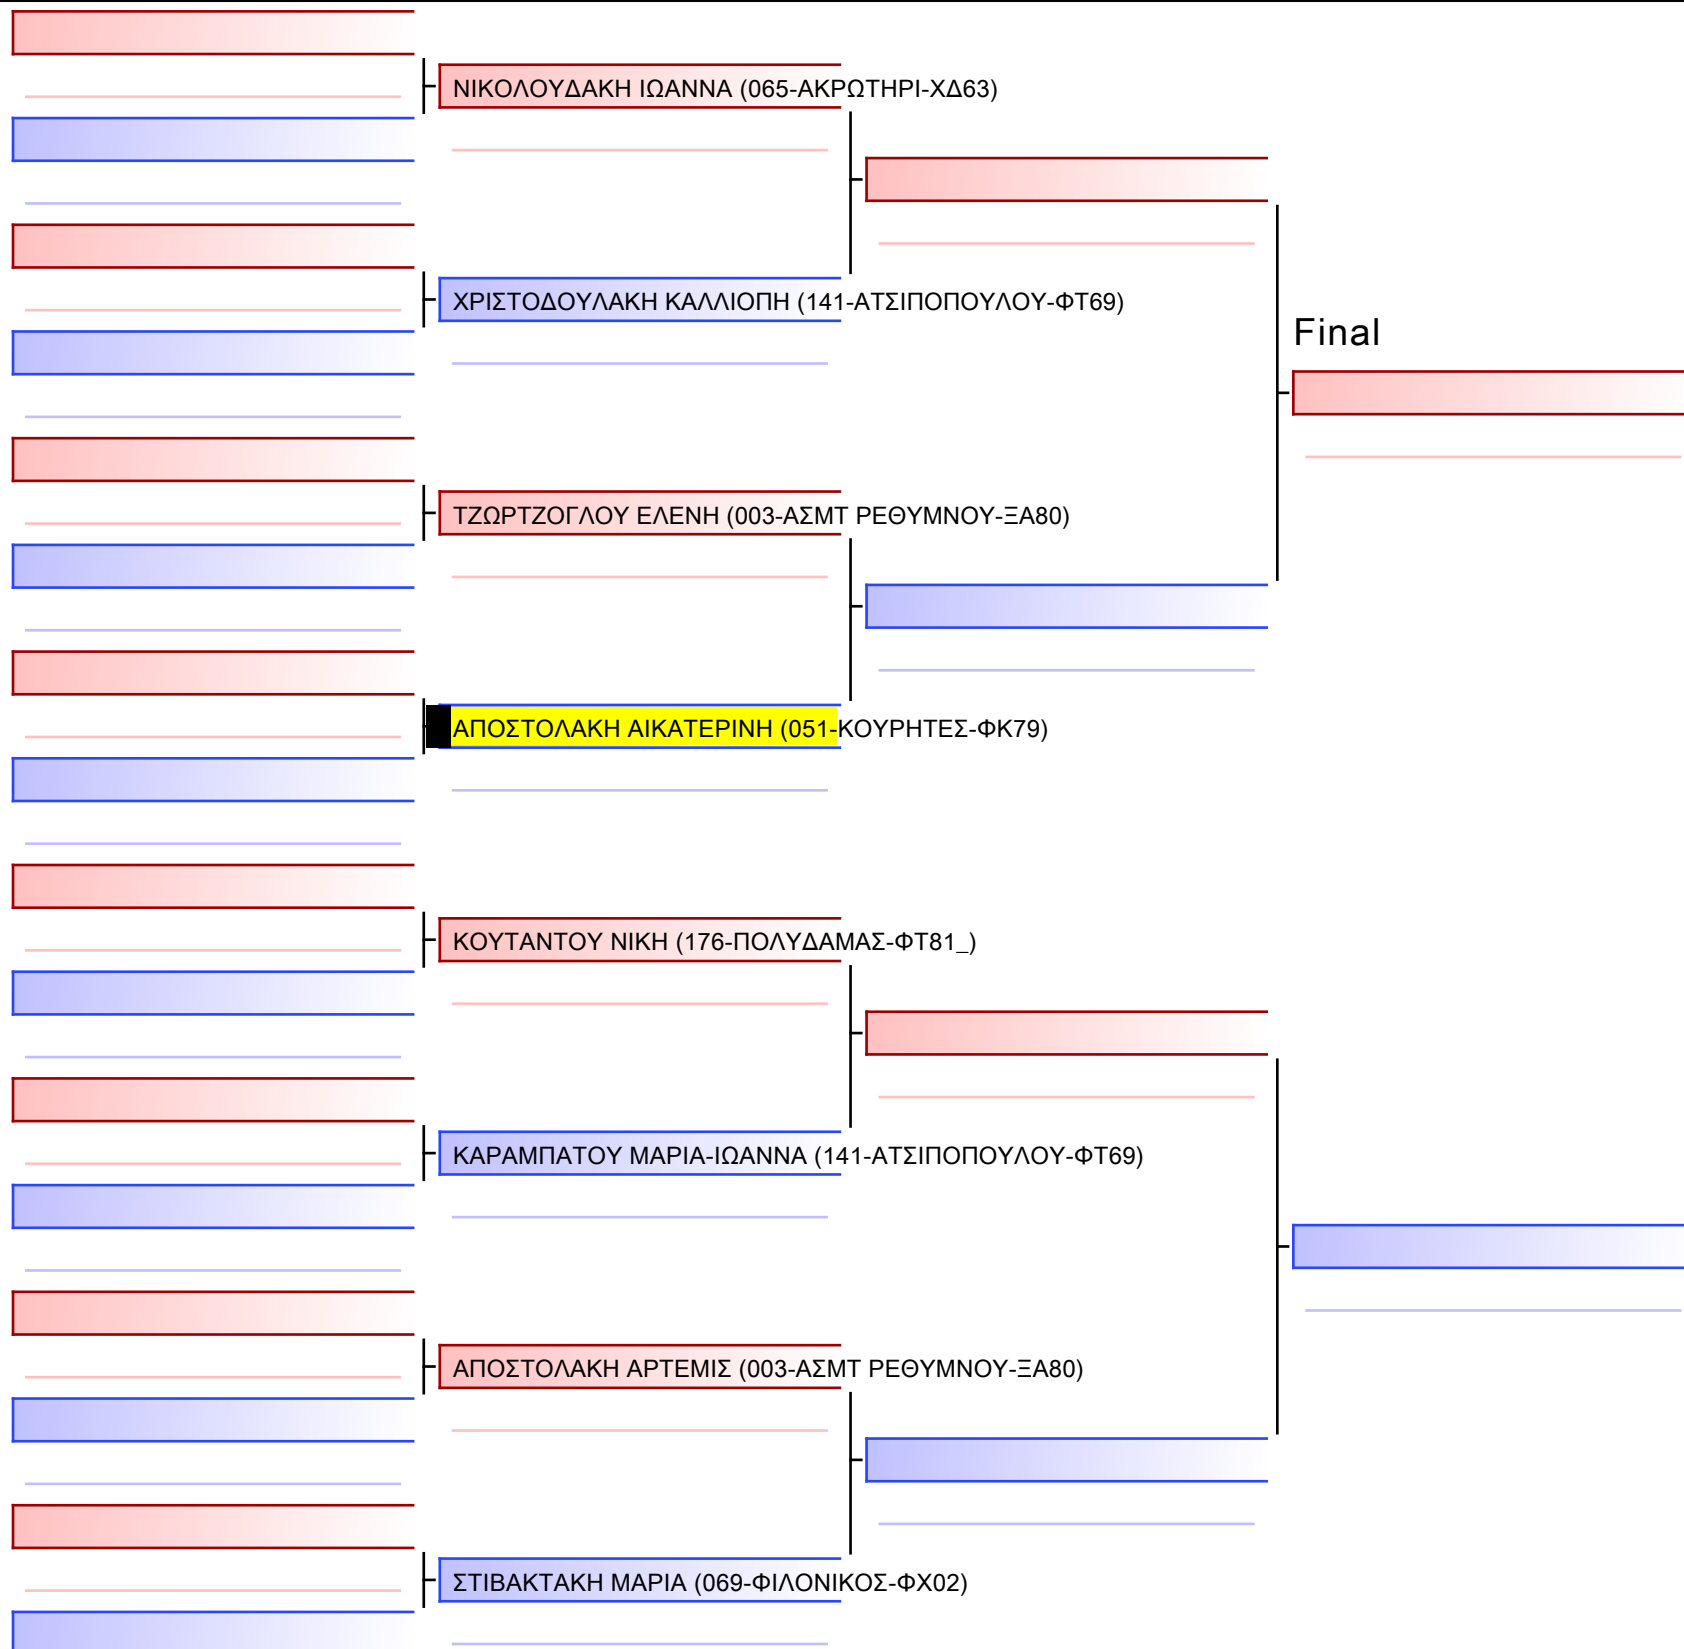 ΝΙΚΟΛΟΥΔΑΚΗ ΙΩΑΝΝΑ (065-ΑΚΡΩΤΗΡΙ-ΧΔ63)
ΧΡΙΣΤΟΔΟΥΛΑΚΗ ΚΑΛΛΙΟΠΗ (141-ΑΤΣΙΠΟΠΟΥΛΟΥ-ΦΤ69)
Final
ΤΖΩΡΤΖΟΓΛΟΥ ΕΛΕΝΗ (003-ΑΣΜΤ ΡΕΘΥΜΝΟΥ-ΞΑ80)
ΑΠΟΣΤΟΛΑΚΗ ΑΙΚΑΤΕΡΙΝΗ (051-ΚΟΥΡΗΤΕΣ-ΦΚ79)
ΚΟΥΤΑΝΤΟΥ ΝΙΚΗ (176-ΠΟΛΥΔΑΜΑΣ-ΦΤ81_)
ΚΑΡΑΜΠΑΤΟΥ ΜΑΡΙΑ-ΙΩΑΝΝΑ (141-ΑΤΣΙΠΟΠΟΥΛΟΥ-ΦΤ69)
ΑΠΟΣΤΟΛΑΚΗ ΑΡΤΕΜΙΣ (003-ΑΣΜΤ ΡΕΘΥΜΝΟΥ-ΞΑ80)
ΣΤΙΒΑΚΤΑΚΗ ΜΑΡΙΑ (069-ΦΙΛΟΝΙΚΟΣ-ΦΧ02)